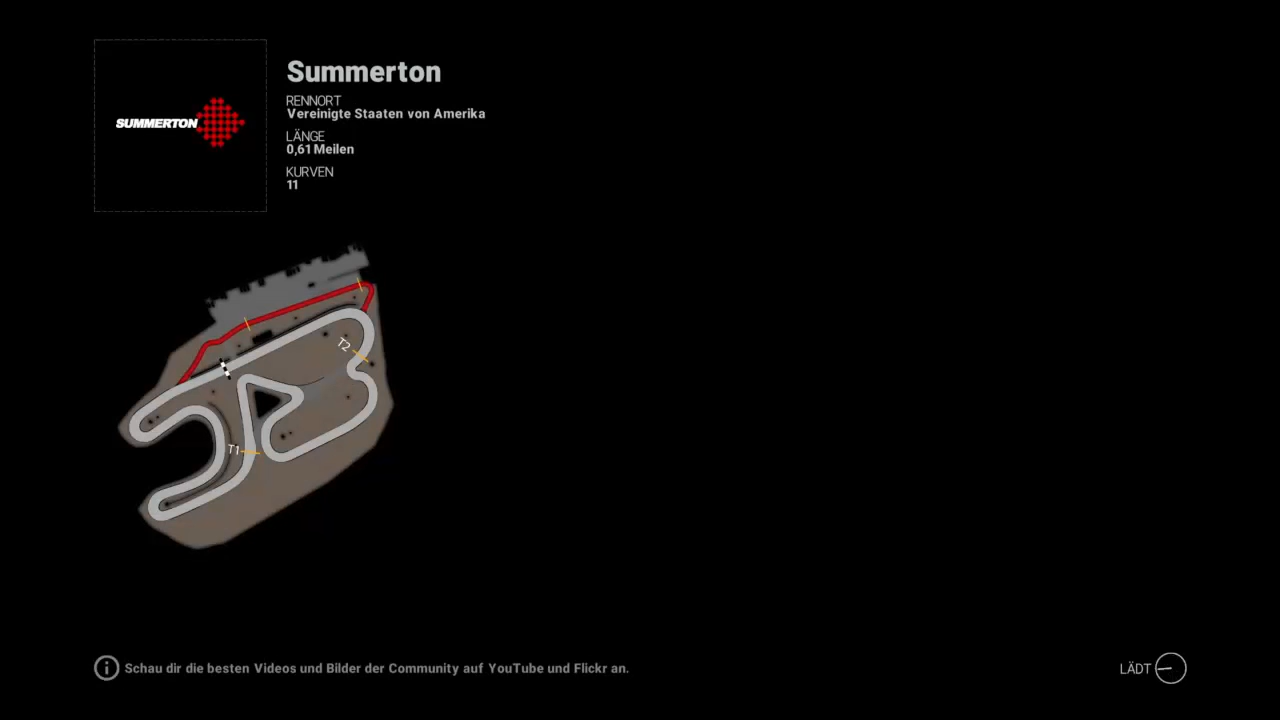 SUMMERTON
Summerton
RENNORT
Vereinigte Staaten von Amerika
LÄNGE
0,61 Meilen
KURVEN
11
T2
T1
Schau dir die besten Videos und Bilder der Community auf YouTube und Flickr an.
LÄDT